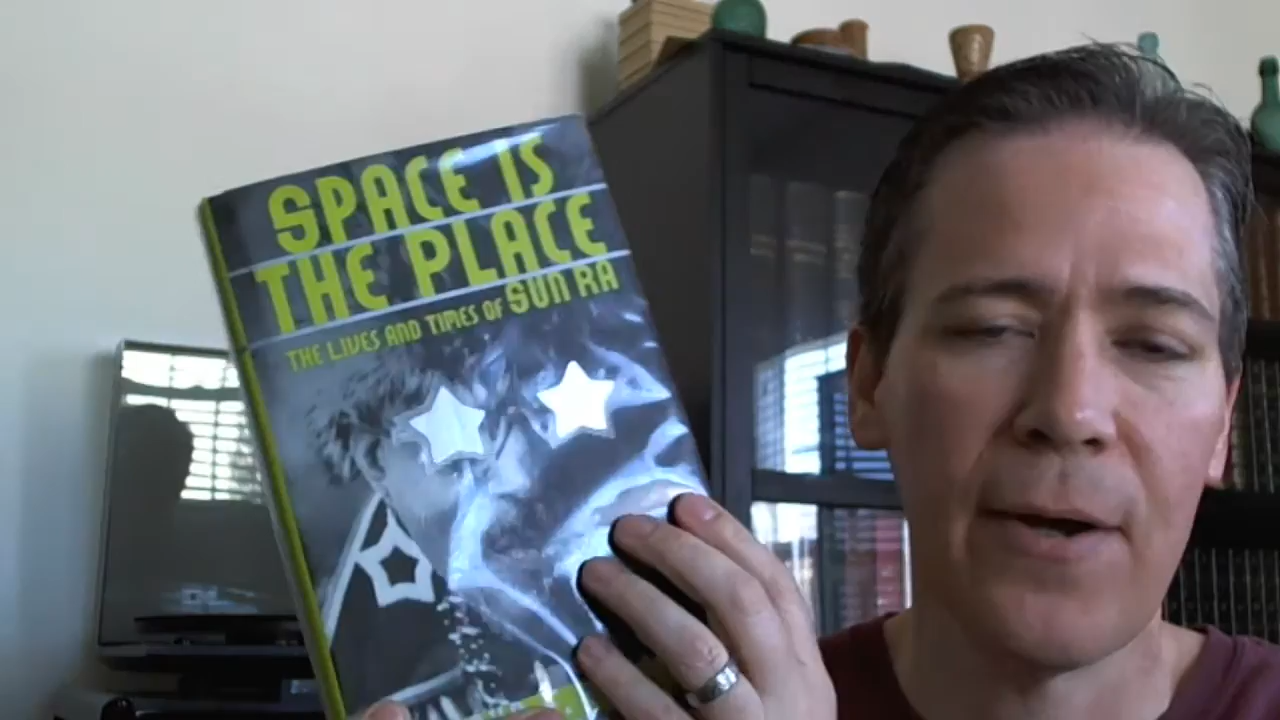 SPACE IS
THE PLACE
THE LIVES AND TIMES OF SUN RA